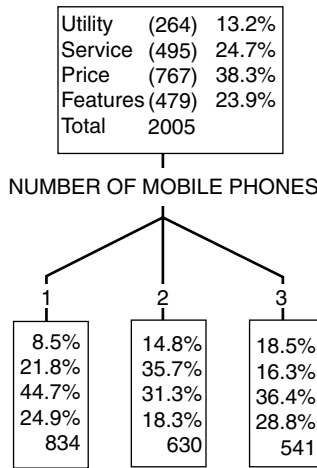 Utility (264) 13.2%
Service (495) 24.7%
Price (767) 38.3%
Features (479) 23.9%
Total 2005
NUMBER OF MOBILE PHONES
1 2 3
8.5% 14.8% 18.5%
21.8% 35.7% 16.3%
44.7% 31.3% 36.4%
24.9% 18.3% 28.8%
834 630 541